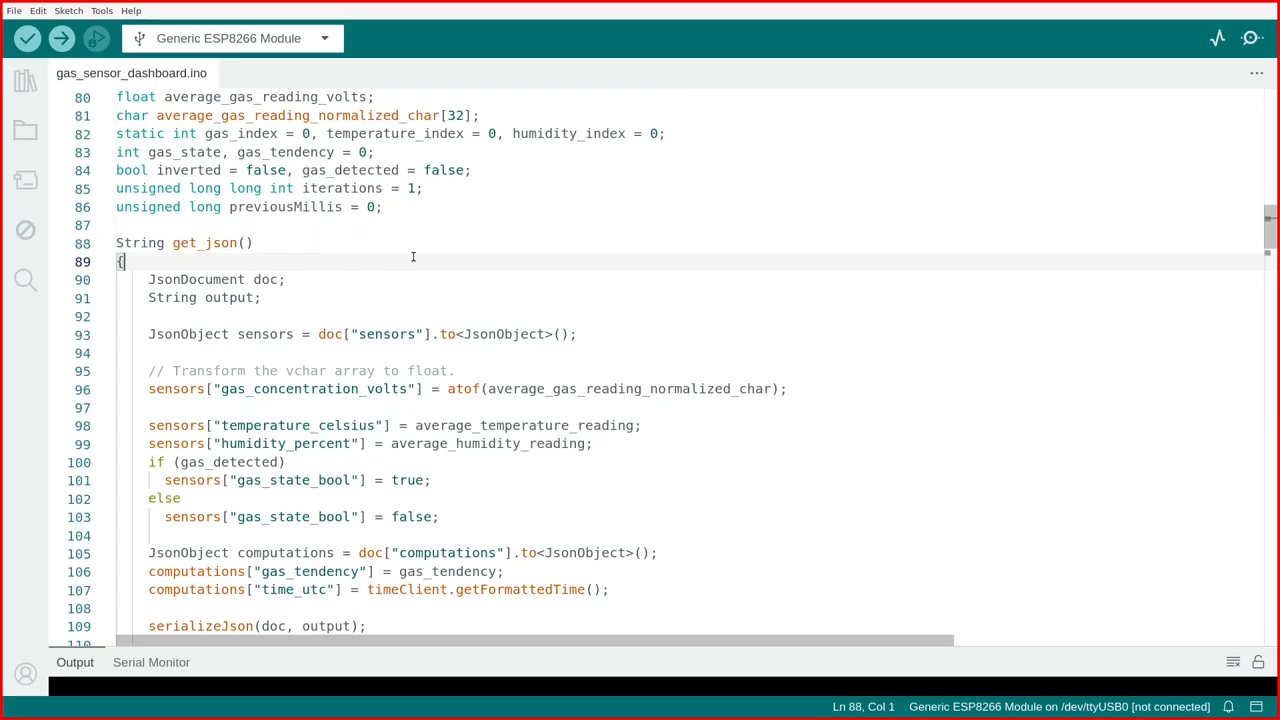 File Edit Sketch Tools Help
Generic ESP8266 Module
gas_sensor_dashboard.ino
80 float average_gas_reading_volts;
81 char average_gas_reading_normalized_char[32];
82 static int gas_index = 0, temperature_index = 0, humidity_index = 0;
83 int gas_state, gas_tendency = 0;
84 bool inverted = false, gas_detected = false;
85 unsigned long long int iterations = 1;
86 unsigned long previousMillis = 0;
87
88 String get_json()
89 {
90 JsonDocument doc;
91 String output;
92
93 JsonObject sensors = doc["sensors"].to<JsonObject>();
94
95 // Transform the vchar array to float.
96 sensors["gas_concentration_volts"] = atof(average_gas_reading_normalized_char);
97
98 sensors["temperature_celsius"] = average_temperature_reading;
99 sensors["humidity_percent"] = average_humidity_reading;
100 if (gas_detected)
101 sensors["gas_state_bool"] = true;
102 else
103 sensors["gas_state_bool"] = false;
104
105 JsonObject computations = doc["computations"].to<JsonObject>();
106 computations["gas_tendency"] = gas_tendency;
107 computations["time_utc"] = timeClient.getFormattedTime();
108
109 serializeJson(doc, output);
110
Output Serial Monitor
Ln 88, Col 1 Generic ESP8266 Module on /dev/ttyUSB0 [not connected]